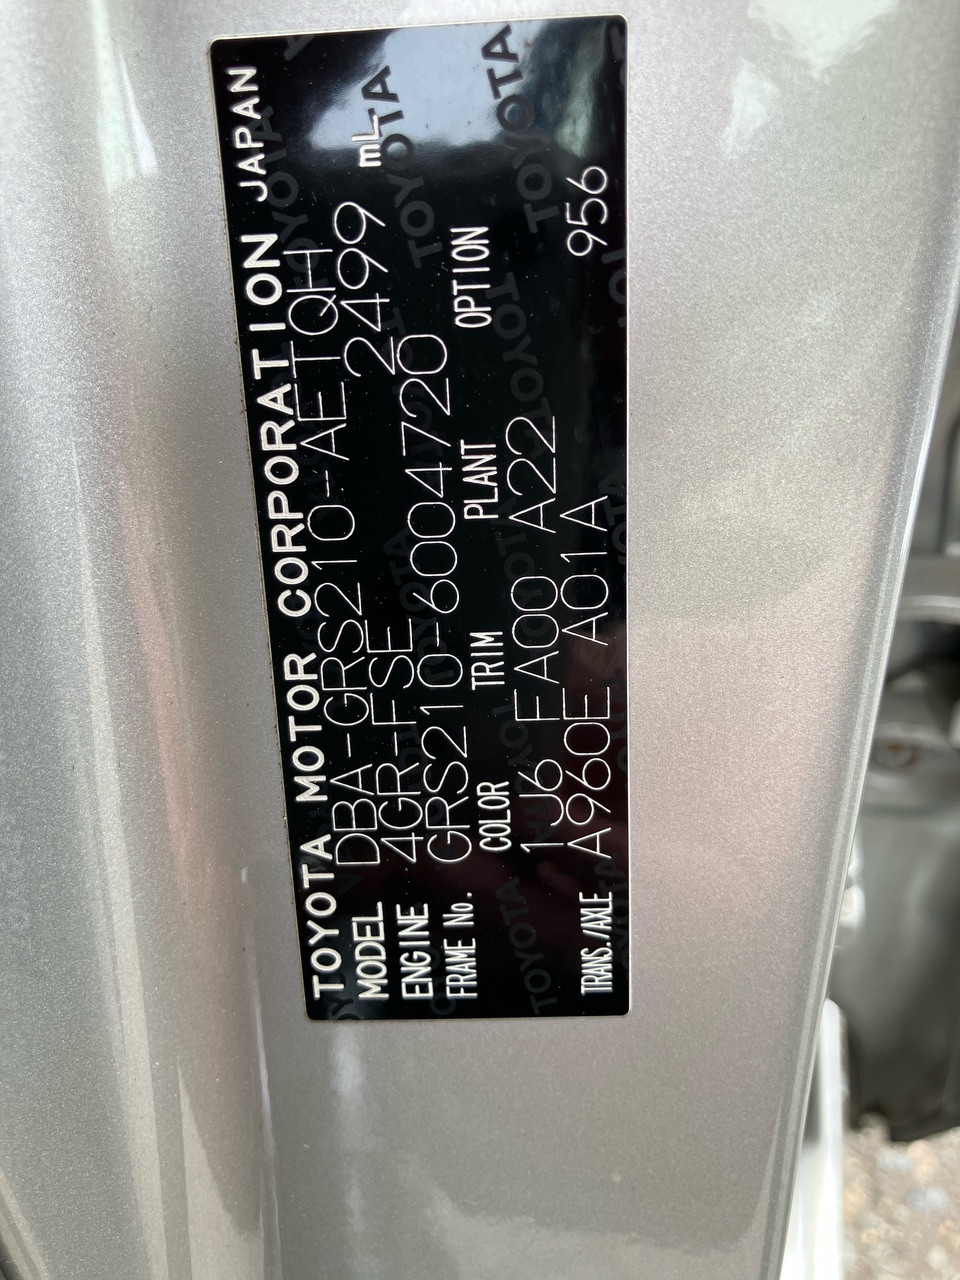 TOYOTA MOTOR CORPORATION JAPAN
MODEL DBA-GRS210-AETQH
ENGINE 4GR-FSE 2499 mL
FRAME No. GRS210-6004720
COLOR TRIM PLANT OPTION
1J6 FA00 A22
TRANS./AXLE A960E A01A 956